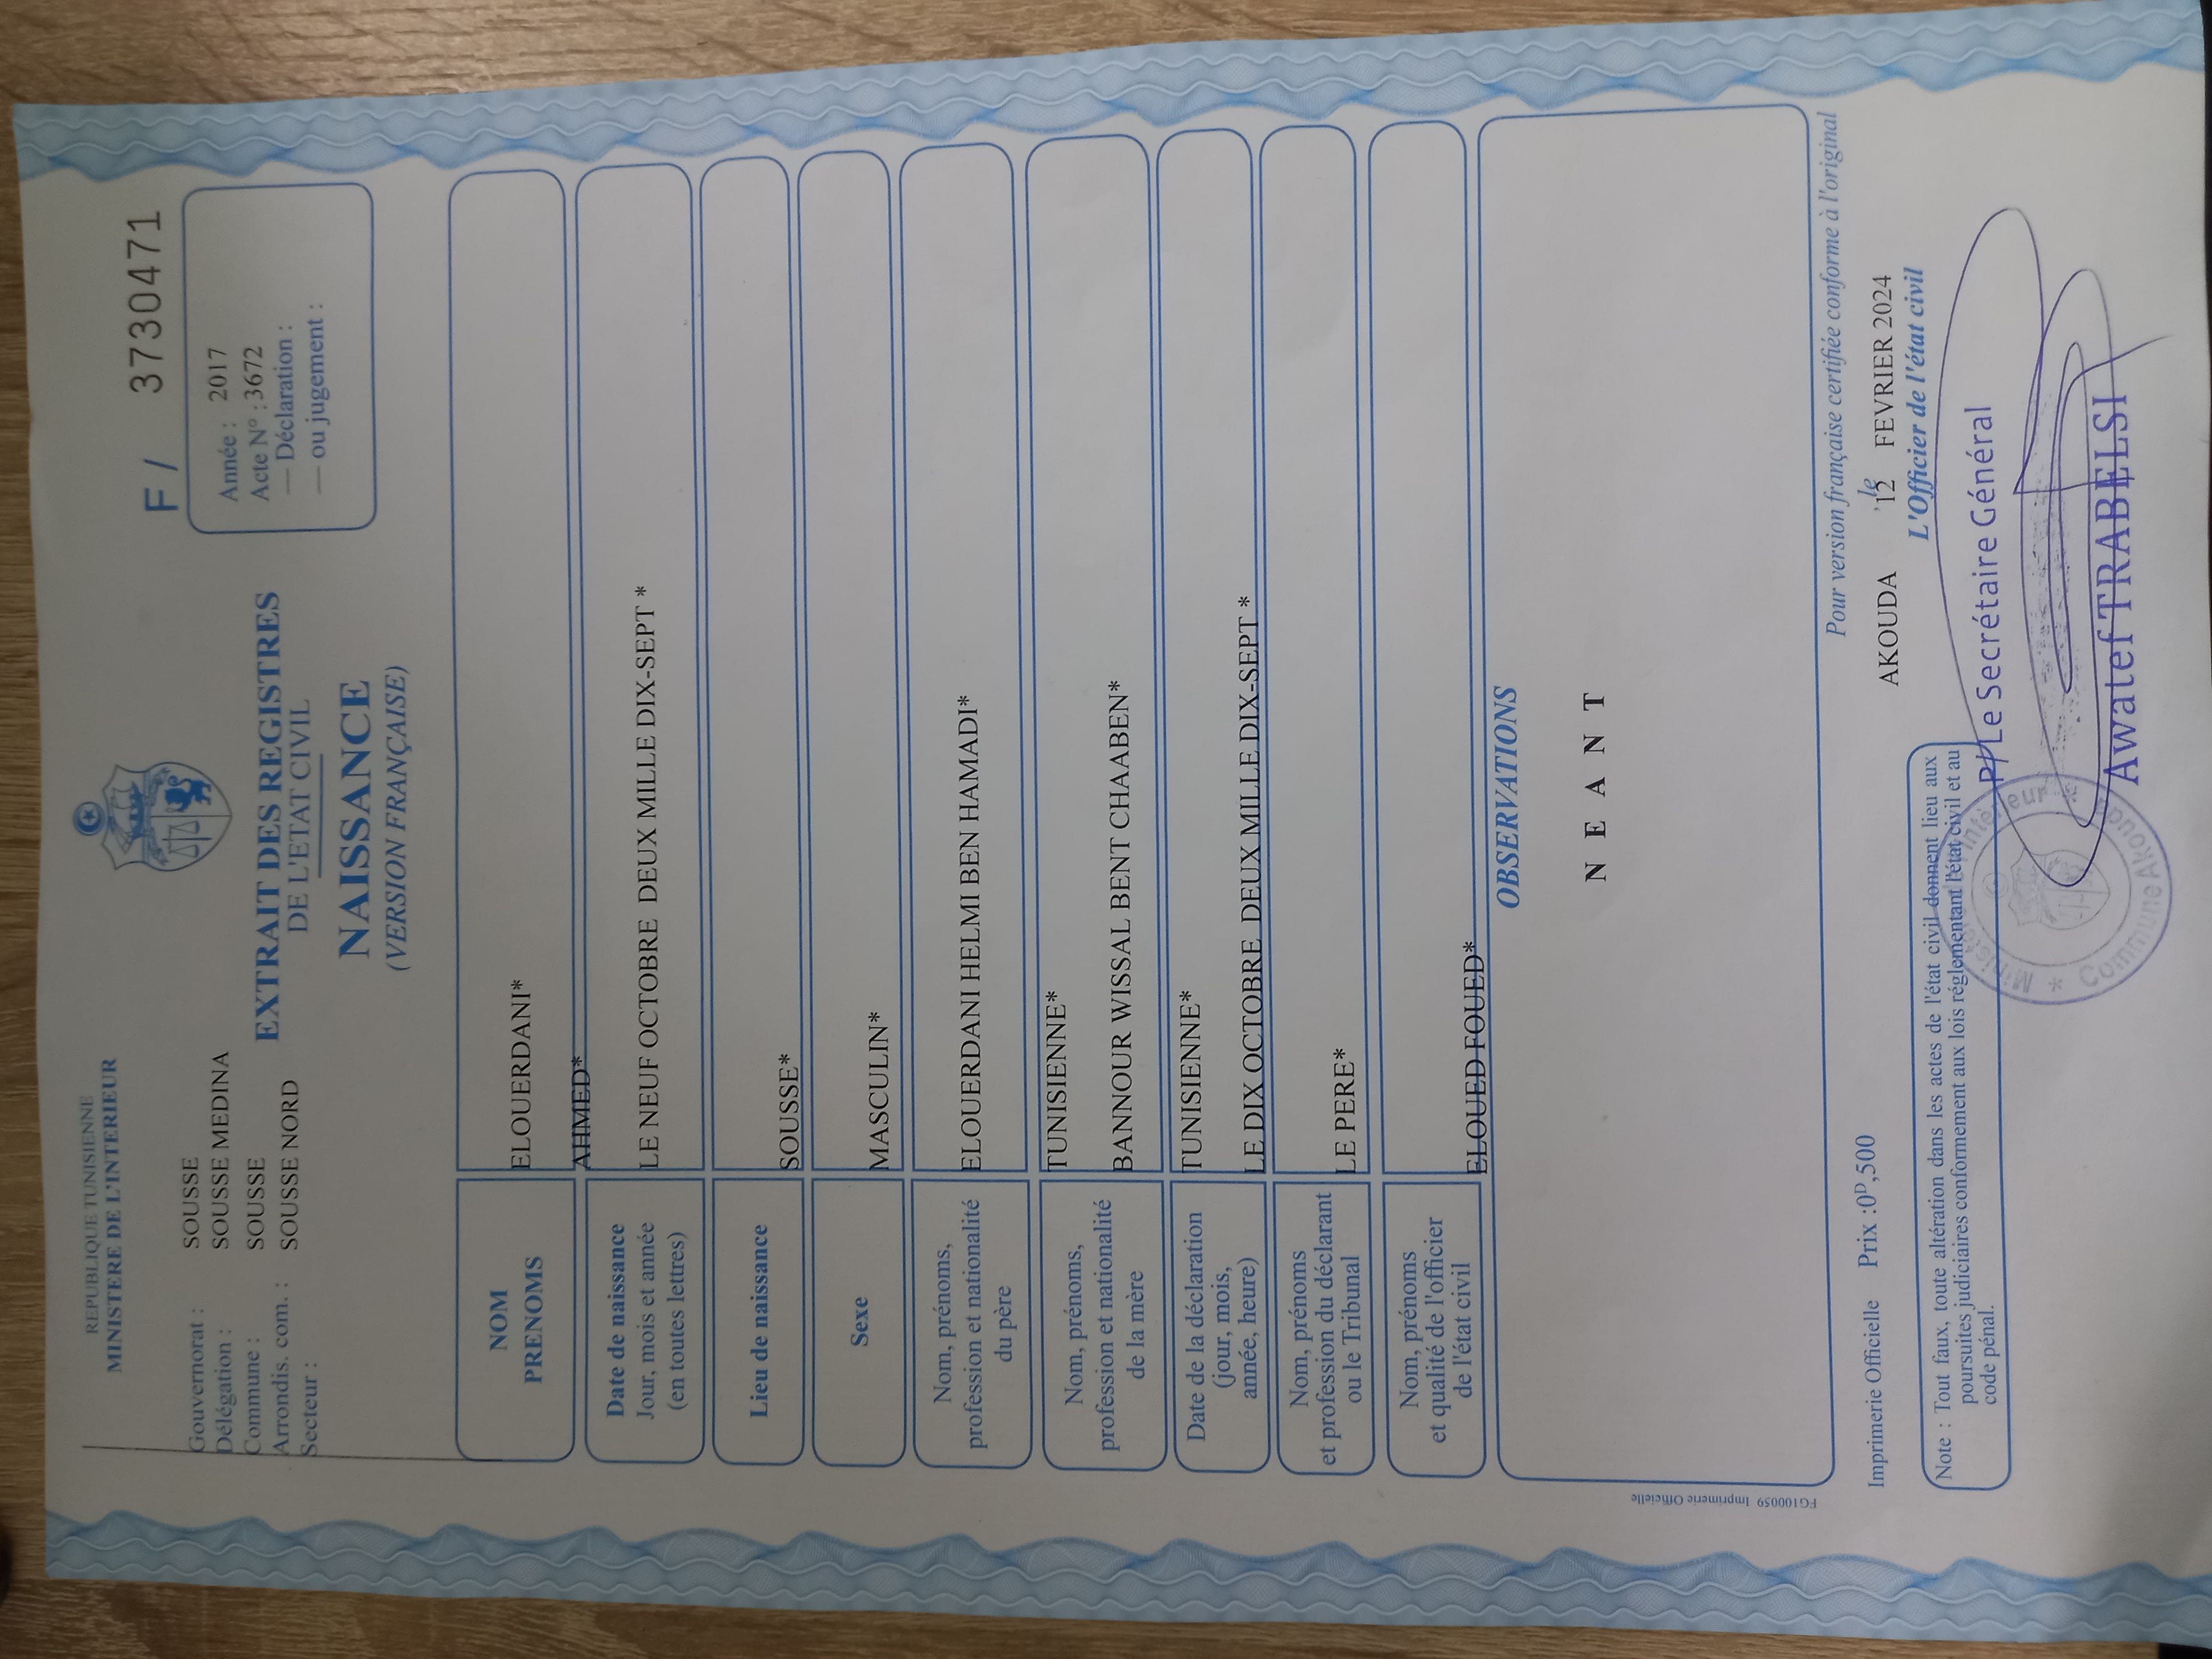 REPUBLIQUE TUNISIENNE
MINISTERE DE L'INTERIEUR
F / 3730471
Gouvernorat : SOUSSE
Délégation : SOUSSE MEDINA
Commune : SOUSSE
Arrondis. com. : SOUSSE NORD
Secteur :
EXTRAIT DES REGISTRES
DE L'ETAT CIVIL
NAISSANCE
(VERSION FRANÇAISE)
Année : 2017
Acte N° : 3672
— Déclaration :
— ou jugement :
NOM
PRENOMS
ELOUERDANI*
AHMED*
Date de naissance
Jour, mois et année
(en toutes lettres)
LE NEUF OCTOBRE DEUX MILLE DIX-SEPT *
Lieu de naissance
SOUSSE*
Sexe
MASCULIN*
Nom, prénoms,
profession et nationalité
du père
ELOUERDANI HELMI BEN HAMADI*
TUNISIENNE*
Nom, prénoms,
profession et nationalité
de la mère
BANNOUR WISSAL BENT CHAABEN*
TUNISIENNE*
Date de la déclaration
(jour, mois,
année, heure)
LE DIX OCTOBRE DEUX MILLE DIX-SEPT *
Nom, prénoms
et profession du déclarant
ou le Tribunal
LE PERE*
Nom, prénoms
et qualité de l'officier
de l'état civil
ELOUED FOUED*
OBSERVATIONS
N E A N T
FG100059 Imprimerie Officielle
Pour version française certifiée conforme à l'original
Imprimerie Officielle Prix :0D,500
AKOUDA le 12 FEVRIER 2024
L'Officier de l'état civil
Note : Tout faux, toute altération dans les actes de l'état civil donnent lieu aux
poursuites judiciaires conformement aux lois réglementant l'état civil et au
code pénal.
P/ Le Secrétaire Général
Awatef TRABELSI
Commune Akouda